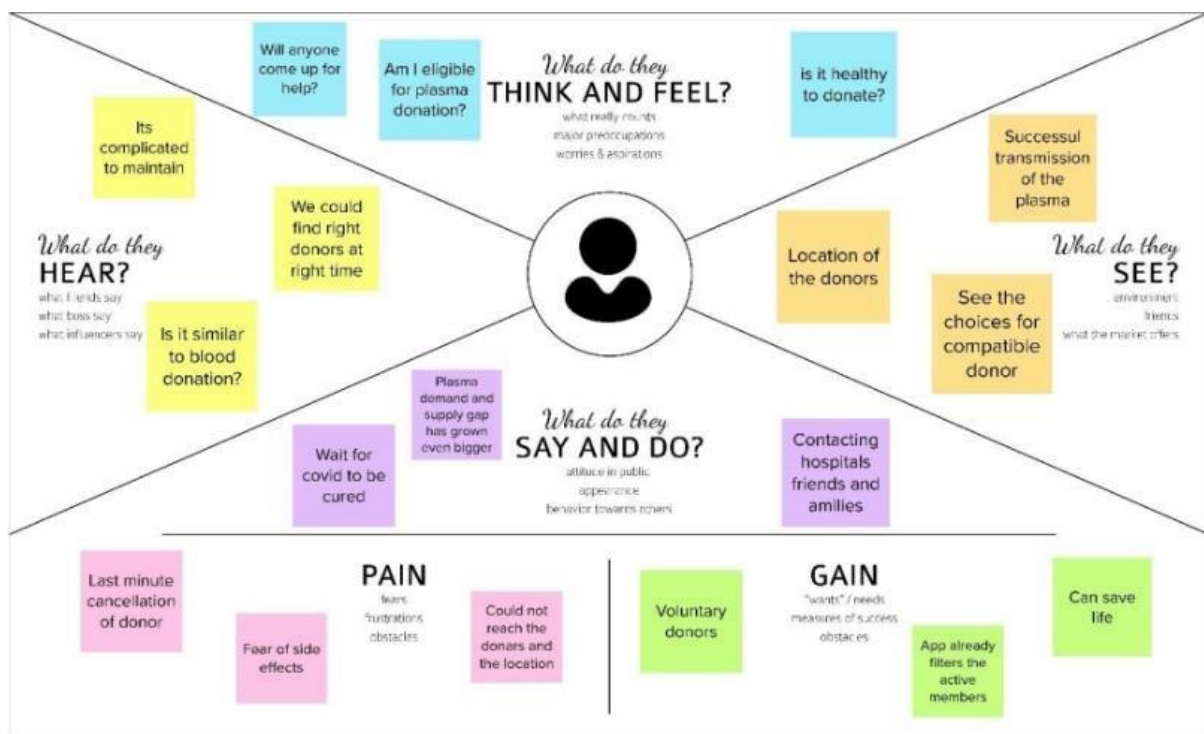 What do they
THINK AND FEEL?
what really counts
major preoccupations
worries & aspirations
Will anyone
come up for
help?
Am I eligible
for plasma
donation?
is it healthy
to donate?
What do they
HEAR?
what friends say
what boss say
what influencers say
Its
complicated
to maintain
We could
find right
donors at
right time
Is it similar
to blood
donation?
What do they
SEE?
environment
friends
what the market offers
Successul
transmission
of the
plasma
Location of
the donors
See the
choices for
compatible
donor
What do they
SAY AND DO?
attitude in public
appearance
behavior towards others
Plasma
demand and
supply gap
has grown
even bigger
Wait for
covid to be
cured
Contacting
hospitals
friends and
amilies
PAIN
fears
frustrations
obstacles
Last minute
cancellation
of donor
Fear of side
effects
Could not
reach the
donars and
the location
GAIN
"wants" / needs
measures of success
obstacles
Voluntary
donors
App already
filters the
active
members
Can save
life